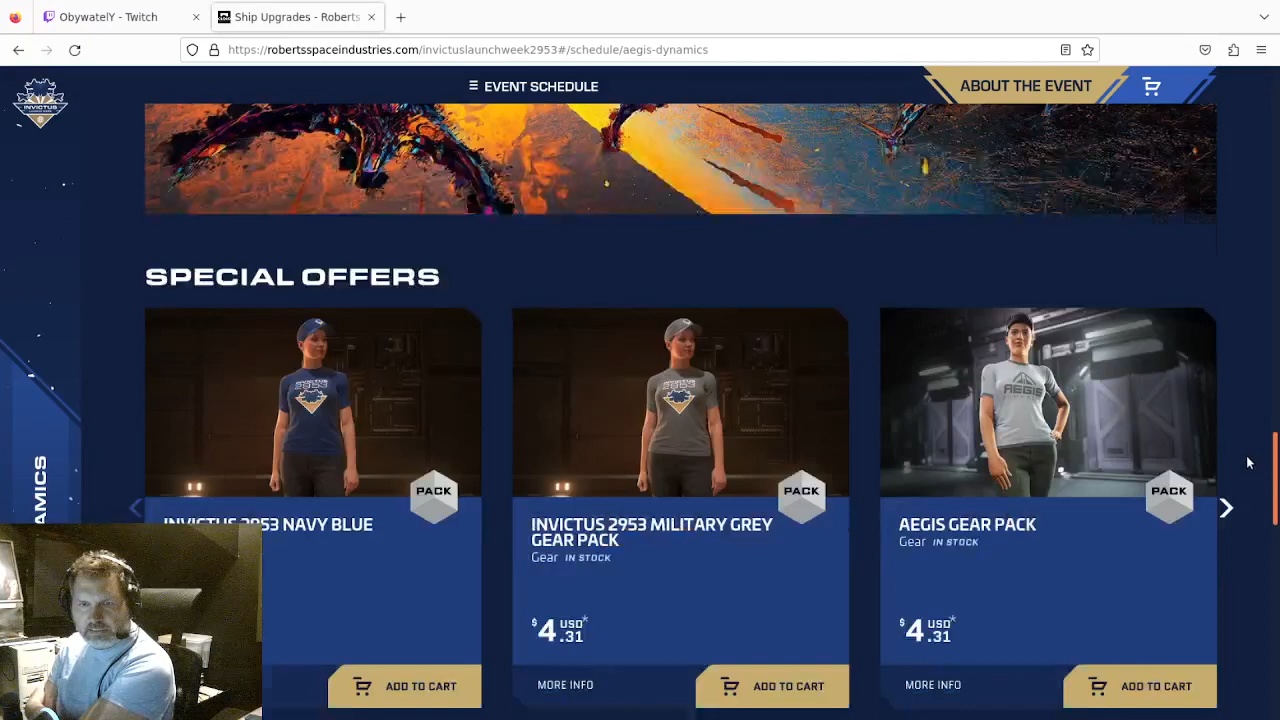 ObywatelY - Twitch
Ship Upgrades - Roberts
https://robertsspaceindustries.com/invictuslaunchweek2953#/schedule/aegis-dynamics
INVICTUS
EVENT SCHEDULE
ABOUT THE EVENT
SPECIAL OFFERS
AEGIS
PACK
PACK
PACK
INVICTUS 2953 NAVY BLUE
INVICTUS 2953 MILITARY GREY
GEAR PACK
Gear IN STOCK
AEGIS GEAR PACK
Gear IN STOCK
AMICS
$4 USD* .31
$4 USD* .31
ADD TO CART
MORE INFO
ADD TO CART
MORE INFO
ADD TO CART